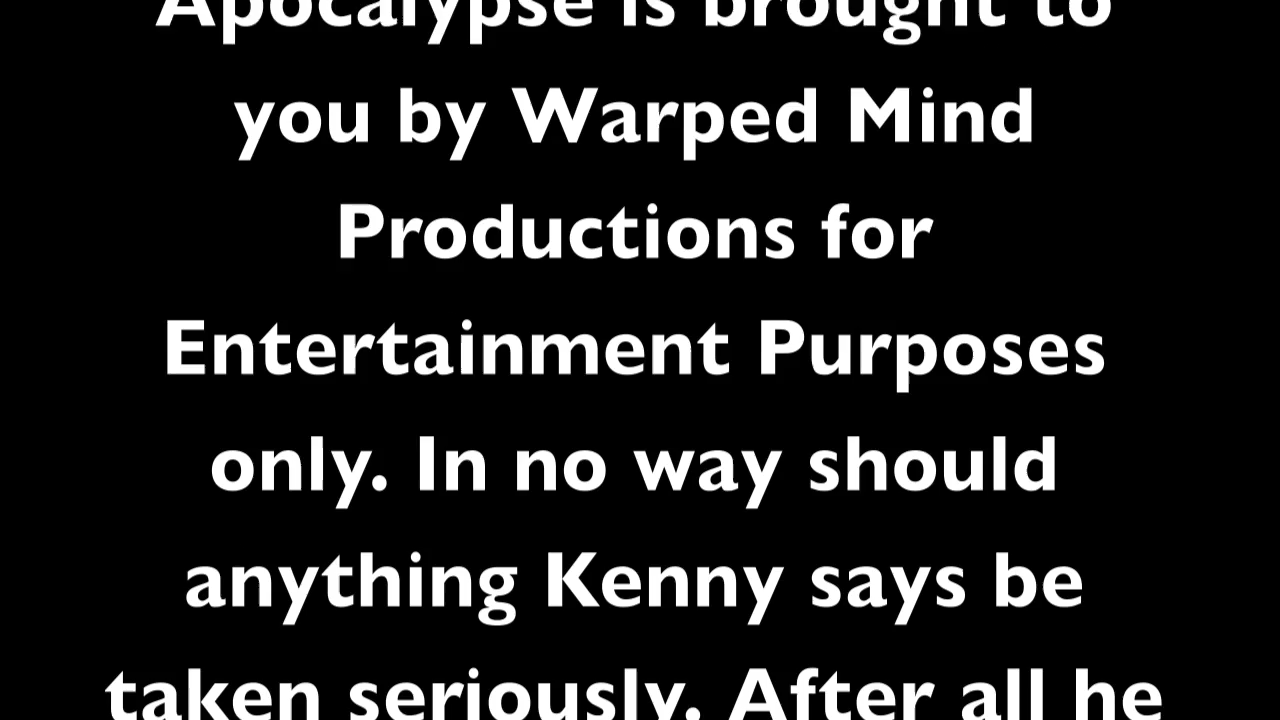 Apocalypse is brought to
you by Warped Mind
Productions for
Entertainment Purposes
only. In no way should
anything Kenny says be
taken seriously. After all he